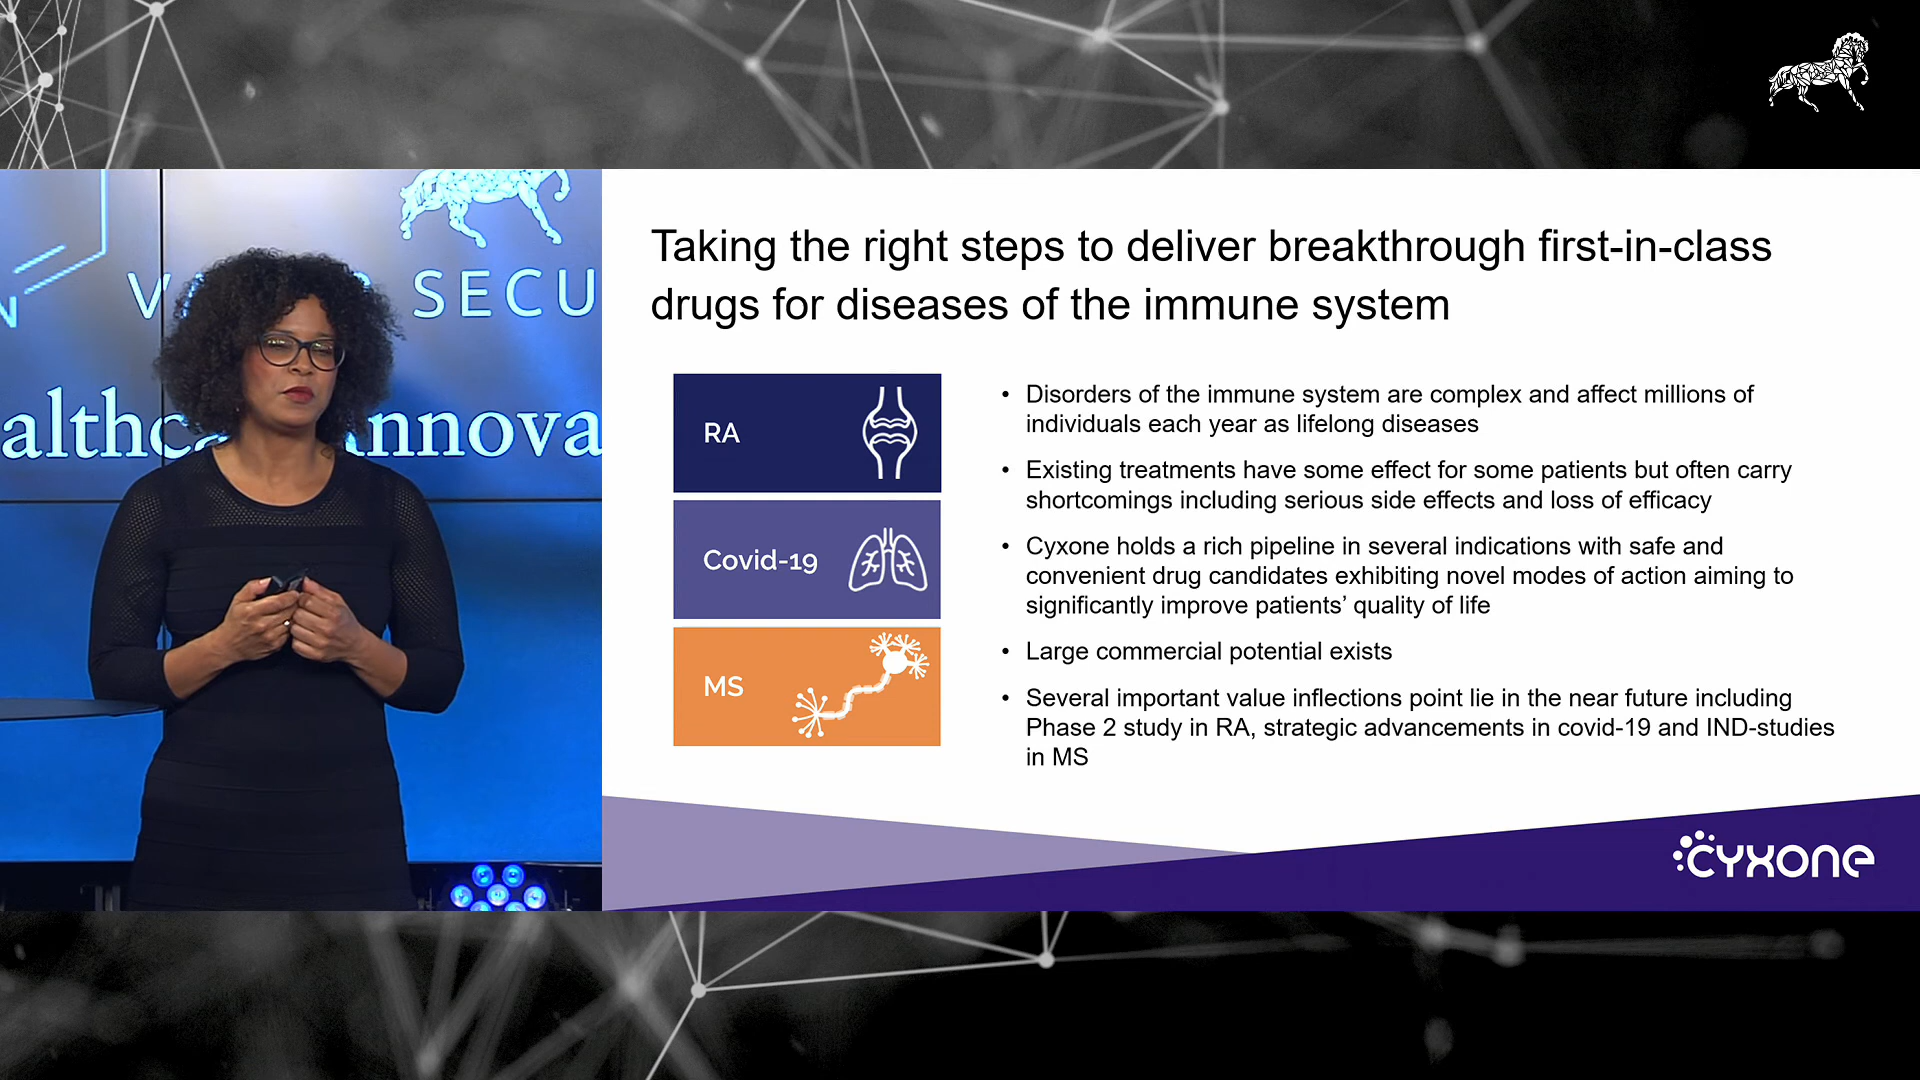 SECU
althc
nnova
Taking the right steps to deliver breakthrough first-in-class
drugs for diseases of the immune system
RA
Covid-19
MS
• Disorders of the immune system are complex and affect millions of
individuals each year as lifelong diseases
• Existing treatments have some effect for some patients but often carry
shortcomings including serious side effects and loss of efficacy
• Cyxone holds a rich pipeline in several indications with safe and
convenient drug candidates exhibiting novel modes of action aiming to
significantly improve patients’ quality of life
• Large commercial potential exists
• Several important value inflections point lie in the near future including
Phase 2 study in RA, strategic advancements in covid-19 and IND-studies
in MS
cyxone